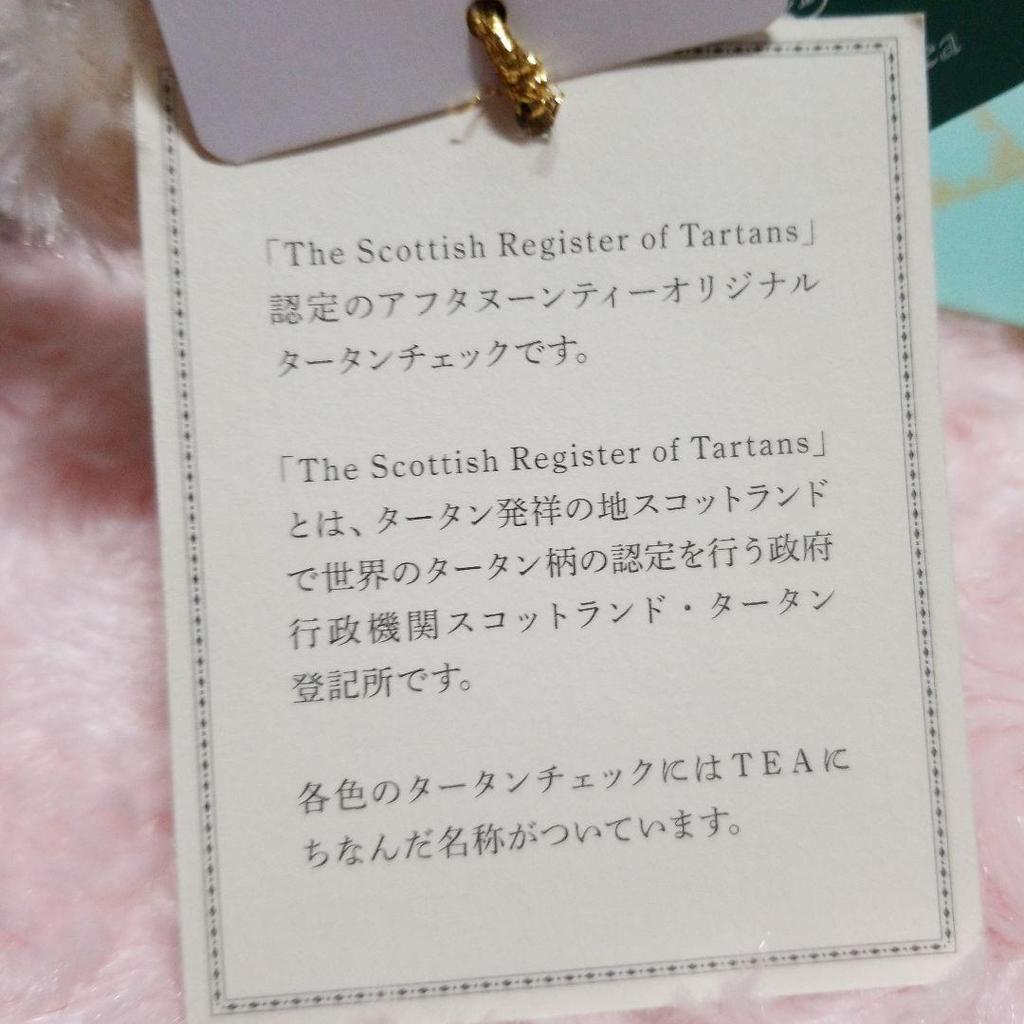 「The Scottish Register of Tartans」
認定のアフタヌーンティーオリジナル
タータンチェックです。
「The Scottish Register of Tartans」
とは、タータン発祥の地スコットランド
で世界のタータン柄の認定を行う政府
行政機関スコットランド・タータン
登記所です。
各色のタータンチェックにはTEAに
ちなんだ名称がついています。